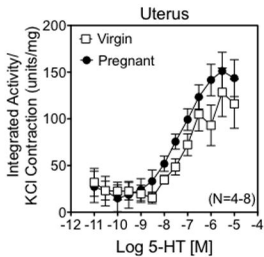 Uterus
Virgin
Pregnant
Integrated Activity/
KCl Contraction (units/mg)
200
150
100
50
0
(N=4-8)
-12 -11 -10 -9 -8 -7 -6 -5 -4
Log 5-HT [M]